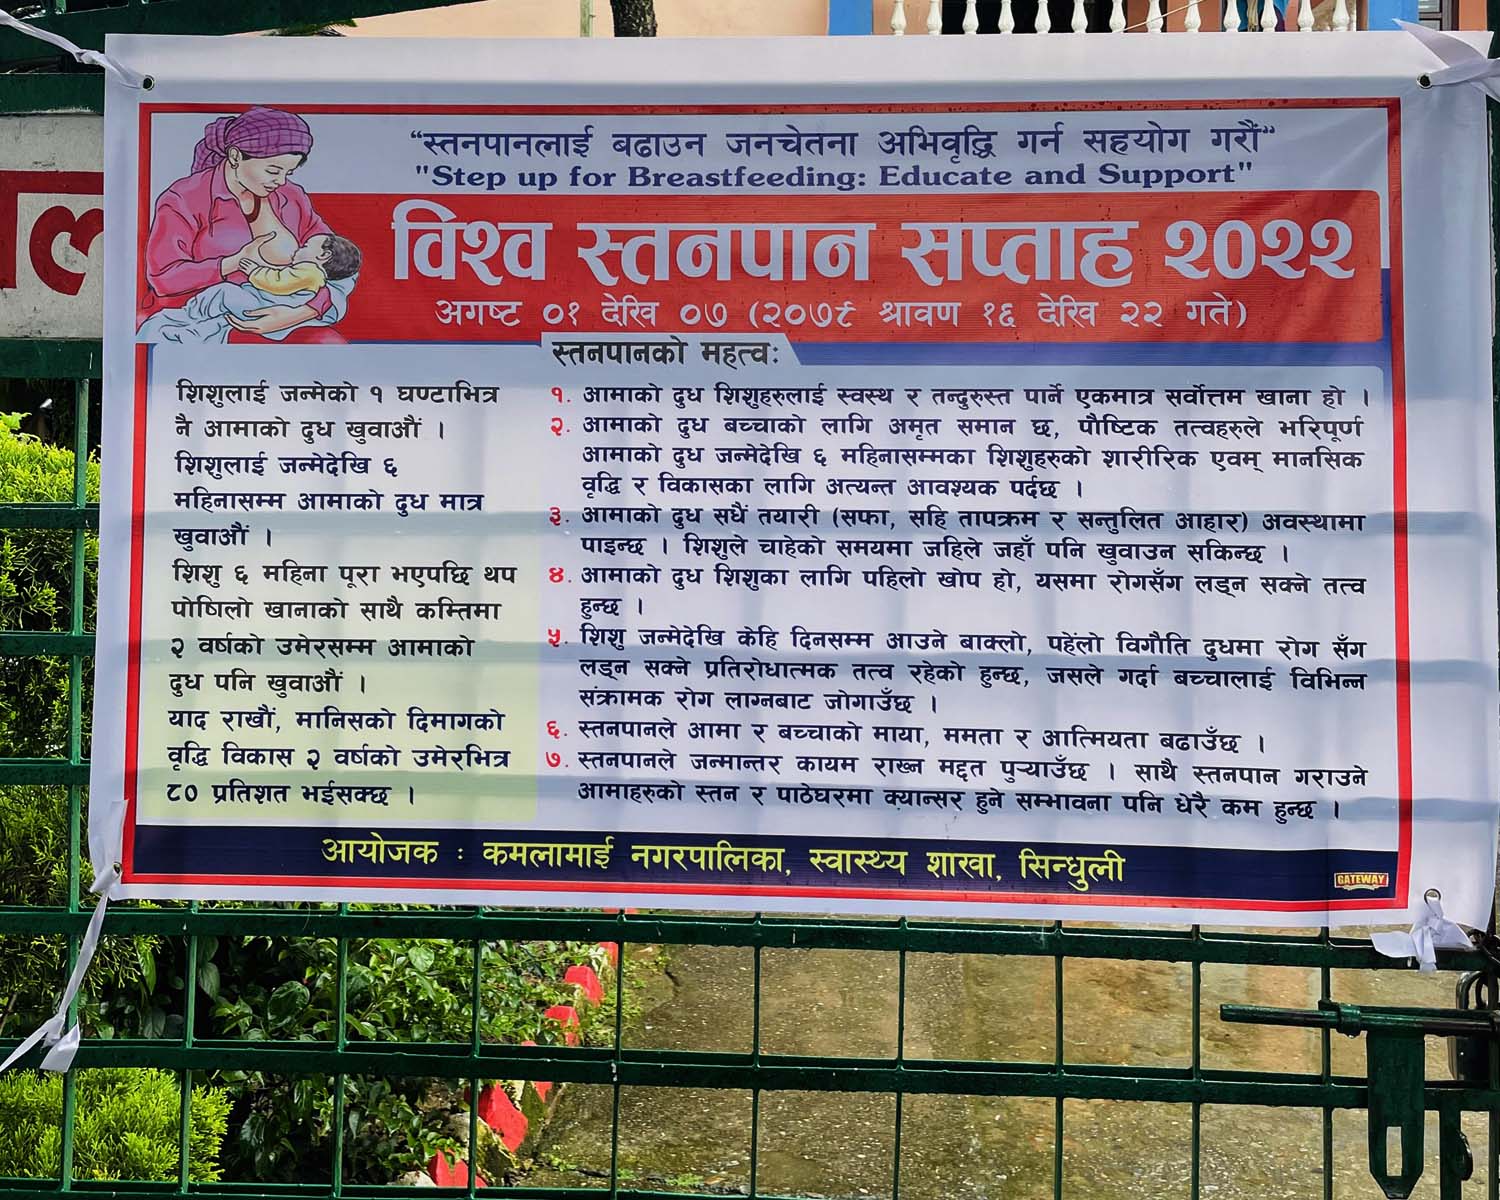 “स्तनपानलाई बढाउन जनचेतना अभिवृद्धि गर्न सहयोग गरौं”
"Step up for Breastfeeding: Educate and Support"
विश्व स्तनपान सप्ताह २०२२
अगष्ट ०१ देखि ०७ (२०७९ श्रावण १६ देखि २२ गते)
शिशुलाई जन्मेको १ घण्टाभित्र
नै आमाको दुध खुवाऔं ।
शिशुलाई जन्मेदेखि ६
महिनासम्म आमाको दुध मात्र
खुवाऔं ।
शिशु ६ महिना पूरा भएपछि थप
पोषिलो खानाको साथै कम्तिमा
२ वर्षको उमेरसम्म आमाको
दुध पनि खुवाऔं ।
याद राखौं, मानिसको दिमागको
वृद्धि विकास २ वर्षको उमेरभित्र
८० प्रतिशत भईसक्छ ।
स्तनपानको महत्वः
१. आमाको दुध शिशुहरुलाई स्वस्थ र तन्दुरुस्त पार्ने एकमात्र सर्वोत्तम खाना हो ।
२. आमाको दुध बच्चाको लागि अमृत समान छ, पौष्टिक तत्वहरुले भरिपूर्ण
आमाको दुध जन्मेदेखि ६ महिनासम्मका शिशुहरुको शारीरिक एवम् मानसिक
वृद्धि र विकासका लागि अत्यन्त आवश्यक पर्दछ ।
३. आमाको दुध सधैं तयारी (सफा, सहि तापक्रम र सन्तुलित आहार) अवस्थामा
पाइन्छ । शिशुले चाहेको समयमा जहिले जहाँ पनि खुवाउन सकिन्छ ।
४. आमाको दुध शिशुका लागि पहिलो खोप हो, यसमा रोगसँग लड्न सक्ने तत्व
हुन्छ ।
५. शिशु जन्मेदेखि केहि दिनसम्म आउने बाक्लो, पहेंलो विगौति दुधमा रोग सँग
लड्न सक्ने प्रतिरोधात्मक तत्व रहेको हुन्छ, जसले गर्दा बच्चालाई विभिन्न
संक्रामक रोग लाग्नबाट जोगाउँछ ।
६. स्तनपानले आमा र बच्चाको माया, ममता र आत्मियता बढाउँछ ।
७. स्तनपानले जन्मान्तर कायम राख्न मद्दत पुऱ्याउँछ । साथै स्तनपान गराउने
आमाहरुको स्तन र पाठेघरमा क्यान्सर हुने सम्भावना पनि धेरै कम हुन्छ ।
आयोजक : कमलामाई नगरपालिका, स्वास्थ्य शाखा, सिन्धुली
GATEWAY